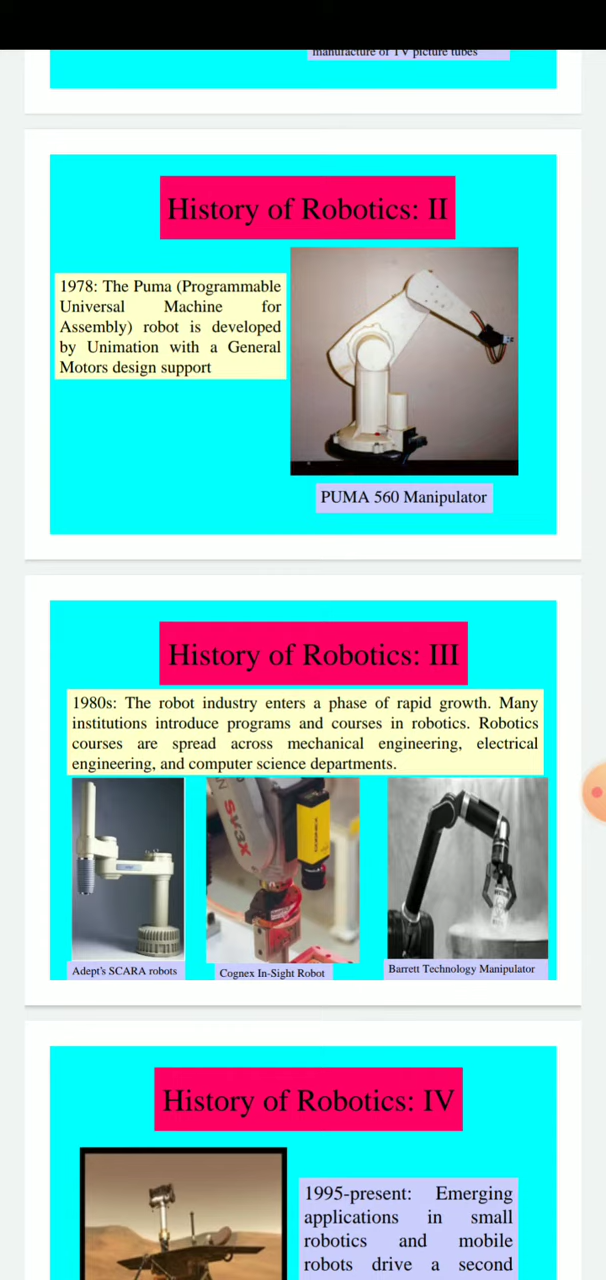 manufacture of TV picture tubes
History of Robotics: II
1978: The Puma (Programmable
Universal Machine for
Assembly) robot is developed
by Unimation with a General
Motors design support
PUMA 560 Manipulator
History of Robotics: III
1980s: The robot industry enters a phase of rapid growth. Many
institutions introduce programs and courses in robotics. Robotics
courses are spread across mechanical engineering, electrical
engineering, and computer science departments.
SV3X
COGNEX
Adept's SCARA robots
Cognex In-Sight Robot
Barrett Technology Manipulator
History of Robotics: IV
1995-present: Emerging
applications in small
robotics and mobile
robots drive a second